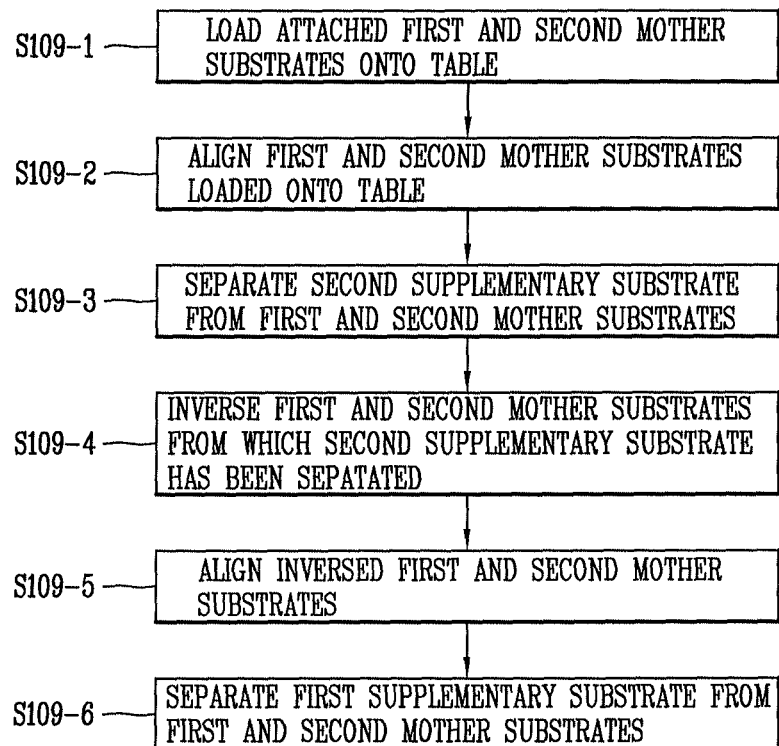 S109-1
LOAD ATTACHED FIRST AND SECOND MOTHER
SUBSTRATES ONTO TABLE
S109-2
ALIGN FIRST AND SECOND MOTHER SUBSTRATES
LOADED ONTO TABLE
S109-3
SEPARATE SECOND SUPPLEMENTARY SUBSTRATE
FROM FIRST AND SECOND MOTHER SUBSTRATES
S109-4
INVERSE FIRST AND SECOND MOTHER SUBSTRATES
FROM WHICH SECOND SUPPLEMENTARY SUBSTRATE
HAS BEEN SEPATATED
S109-5
ALIGN INVERSED FIRST AND SECOND MOTHER
SUBSTRATES
S109-6
SEPARATE FIRST SUPPLEMENTARY SUBSTRATE FROM
FIRST AND SECOND MOTHER SUBSTRATES